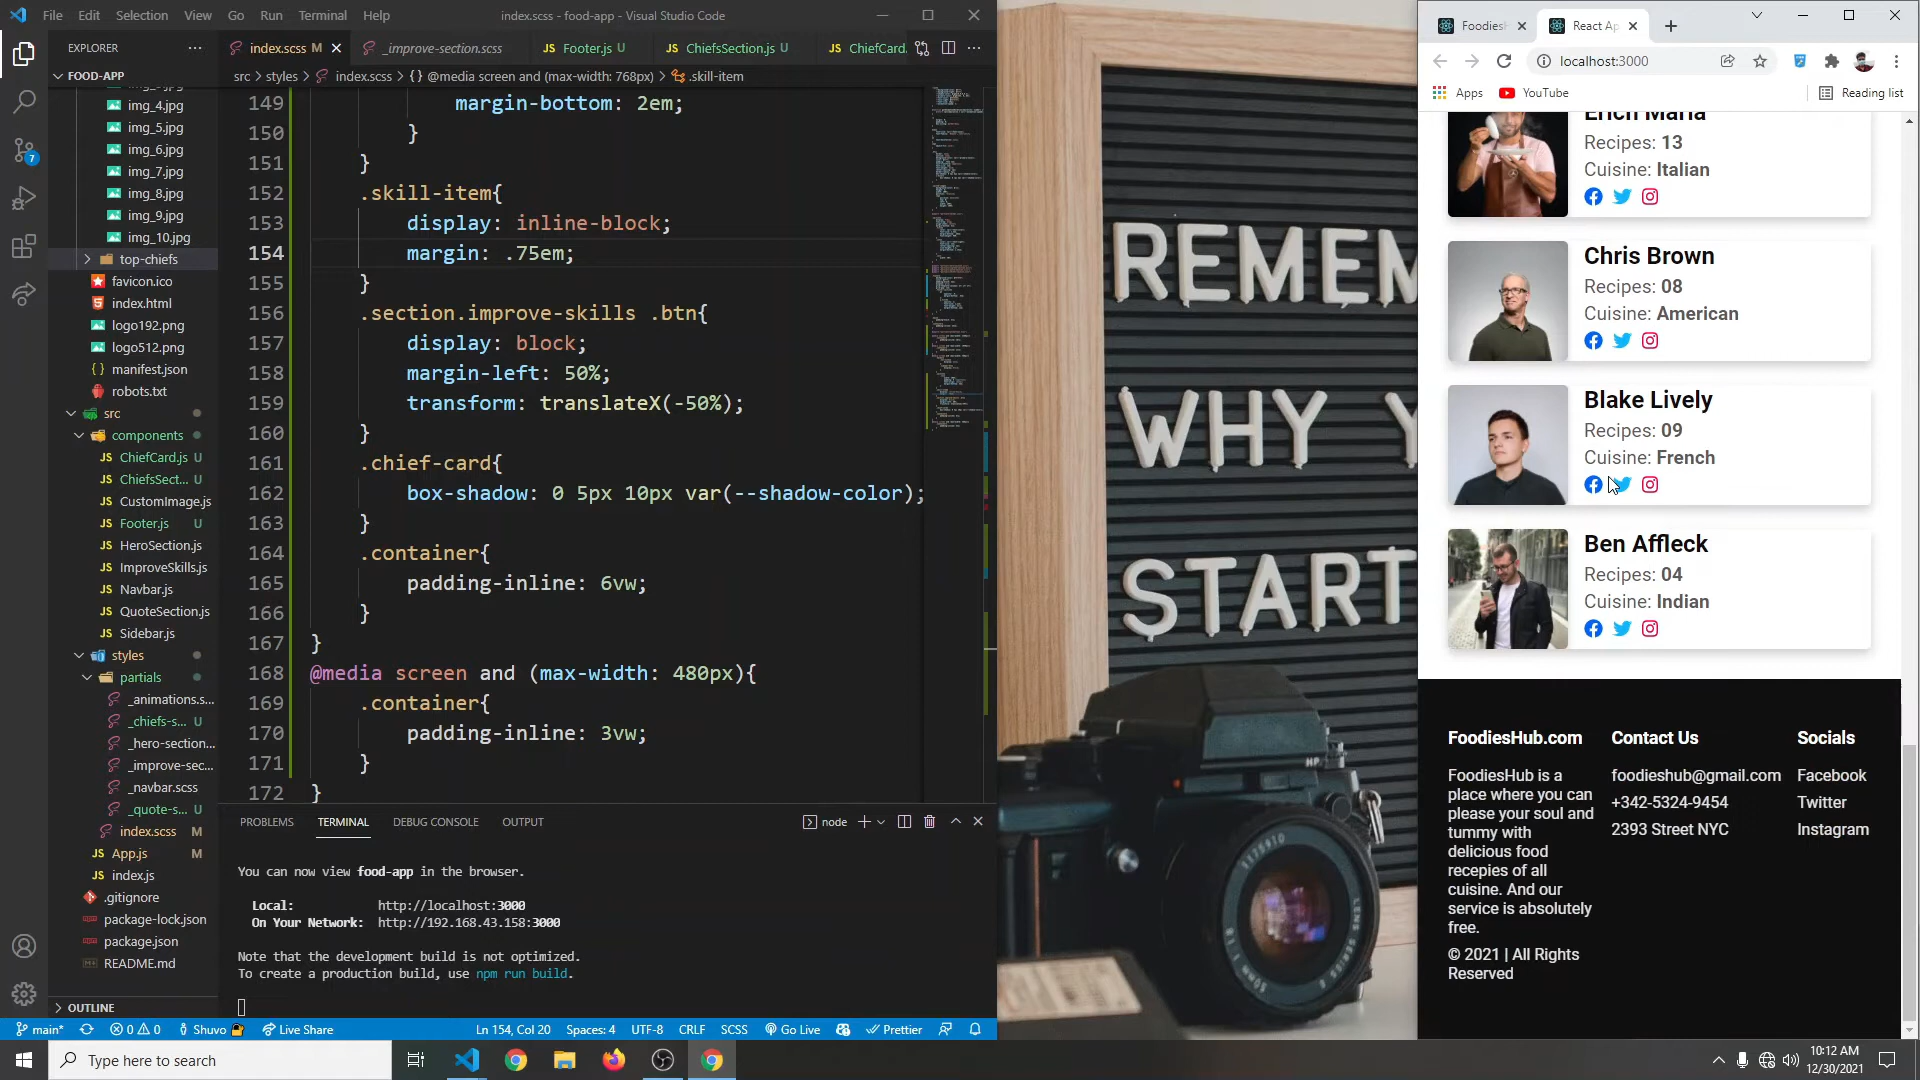 File Edit Selection View Go Run Terminal Help
index.scss - food-app - Visual Studio Code
EXPLORER
FOOD-APP
img_4.jpg
img_5.jpg
img_6.jpg
img_7.jpg
img_8.jpg
img_9.jpg
img_10.jpg
top-chiefs
favicon.ico
index.html
logo192.png
logo512.png
manifest.json
robots.txt
src
components
ChiefCard.js U
ChiefsSect... U
CustomImage.js
Footer.js U
HeroSection.js
ImproveSkills.js
Navbar.js
QuoteSection.js
Sidebar.js
styles
partials
_animations.s...
_chiefs-s... U
_hero-section...
_improve-sec...
_navbar.scss
_quote-s... U
index.scss M
App.js M
index.js
.gitignore
package-lock.json
package.json
README.md
OUTLINE
index.scss M
_improve-section.scss
Footer.js U
ChiefsSection.js U
ChiefCard.
src > styles > index.scss > {} @media screen and (max-width: 768px) > .skill-item
149 margin-bottom: 2em;
150 }
151 }
152 .skill-item{
153 display: inline-block;
154 margin: .75em;
155 }
156 .section.improve-skills .btn{
157 display: block;
158 margin-left: 50%;
159 transform: translateX(-50%);
160 }
161 .chief-card{
162 box-shadow: 0 5px 10px var(--shadow-color);
163 }
164 .container{
165 padding-inline: 6vw;
166 }
167 }
168 @media screen and (max-width: 480px){
169 .container{
170 padding-inline: 3vw;
171 }
172 }
PROBLEMS TERMINAL DEBUG CONSOLE OUTPUT
node
You can now view food-app in the browser.
Local: http://localhost:3000
On Your Network: http://192.168.43.158:3000
Note that the development build is not optimized.
To create a production build, use npm run build.
main* 0 0 Shuvo Live Share
Ln 154, Col 20 Spaces: 4 UTF-8 CRLF SCSS Go Live Prettier
REMEM
WHY Y
START
Foodies
React Ap
localhost:3000
Apps YouTube Reading list
Erich Maria
Recipes: 13
Cuisine: Italian
Chris Brown
Recipes: 08
Cuisine: American
Blake Lively
Recipes: 09
Cuisine: French
Ben Affleck
Recipes: 04
Cuisine: Indian
FoodiesHub.com
FoodiesHub is a
place where you can
please your soul and
tummy with
delicious food
recepies of all
cuisine. And our
service is absolutely
free.
© 2021 | All Rights
Reserved
Contact Us
foodieshub@gmail.com
+342-5324-9454
2393 Street NYC
Socials
Facebook
Twitter
Instagram
7
Type here to search
10:12 AM
12/30/2021